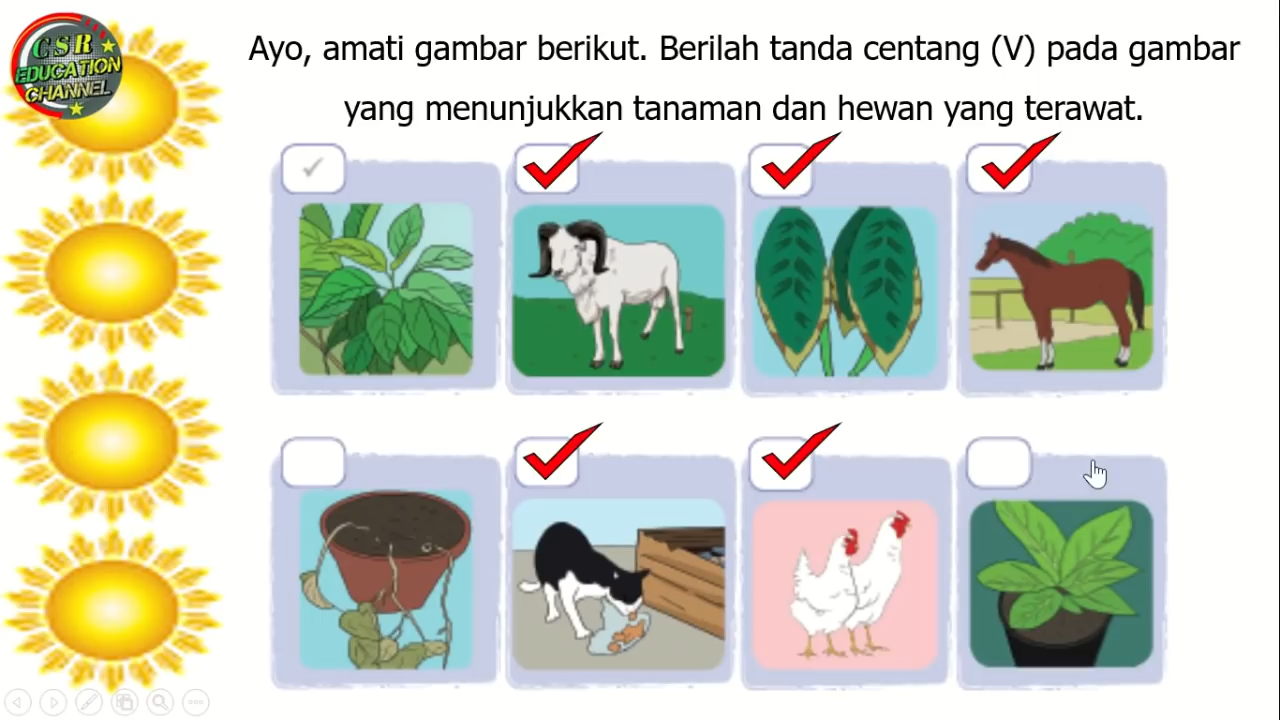 CSR
EDUCATION
CHANNEL
Ayo, amati gambar berikut. Berilah tanda centang (V) pada gambar
yang menunjukkan tanaman dan hewan yang terawat.